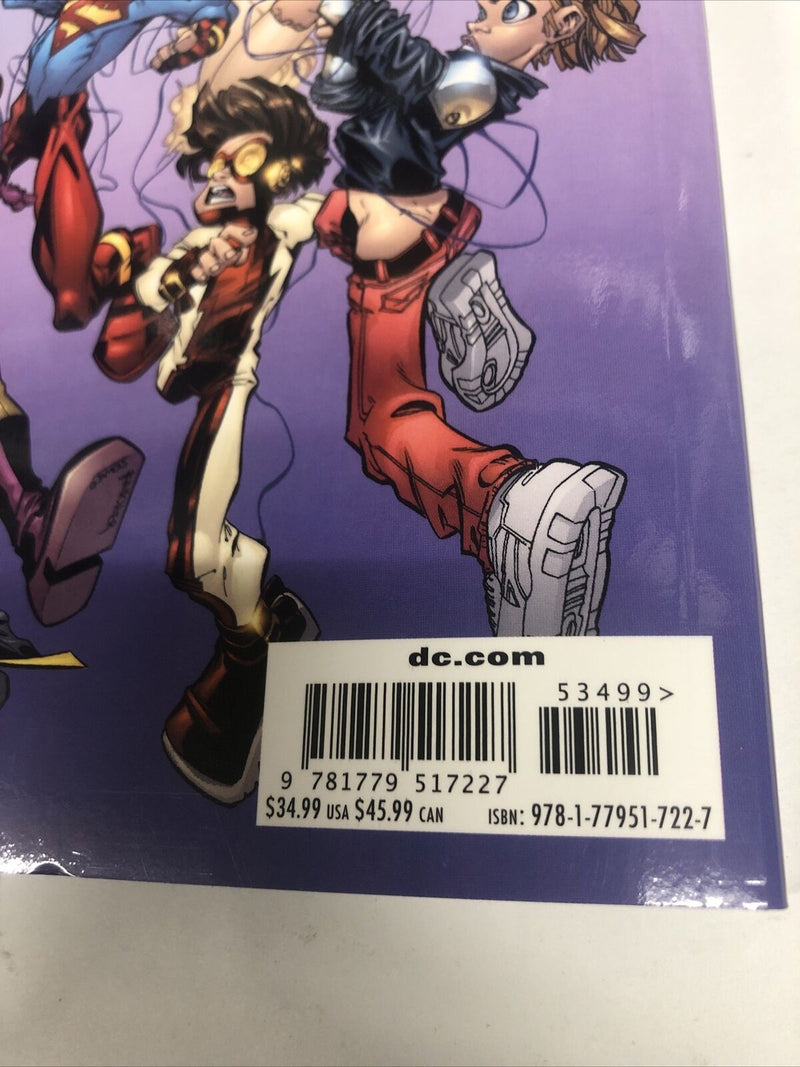 dc.com
53499>
9 781779 517227
$34.99 USA $45.99 CAN ISBN: 978-1-77951-722-7